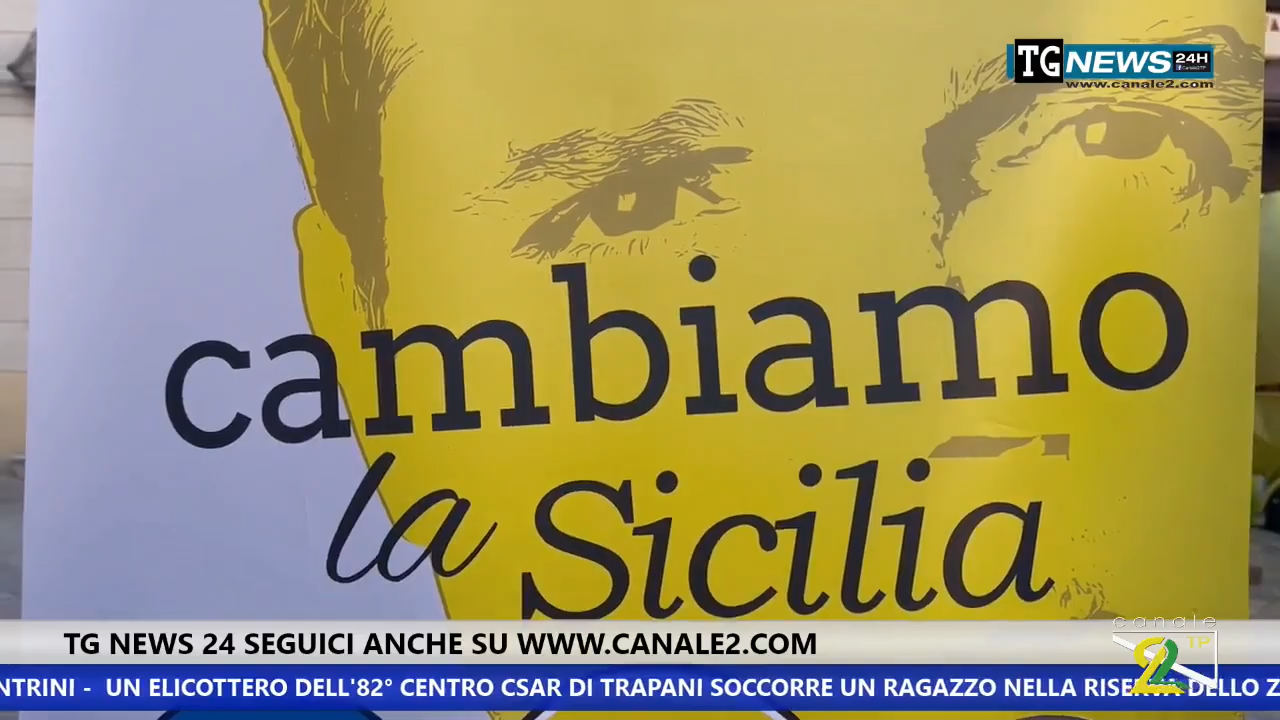 TG NEWS 24H
www.canale2.com
cambiamo
la Sicilia
canale
TP
2
TG NEWS 24 SEGUICI ANCHE SU WWW.CANALE2.COM
NTRINI - UN ELICOTTERO DELL'82° CENTRO CSAR DI TRAPANI SOCCORRE UN RAGAZZO NELLA RISERVA DELLO Z